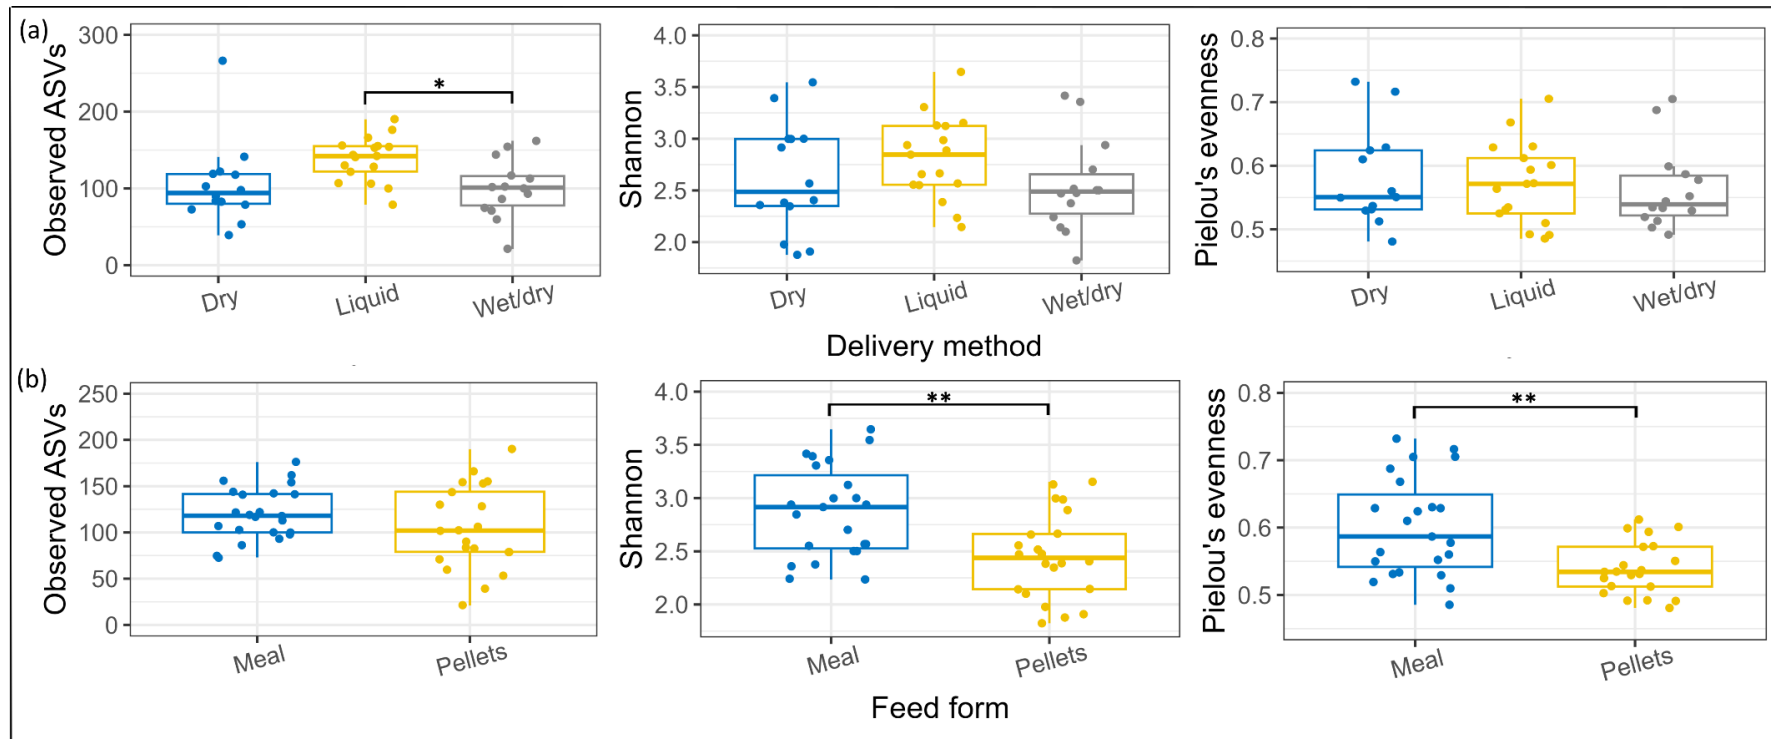 (a)
Observed ASVs
300
200
100
0
*
Dry
Liquid
Wet/dry
Shannon
4.0
3.5
3.0
2.5
2.0
Dry
Liquid
Wet/dry
Pielou's evenness
0.8
0.7
0.6
0.5
Dry
Liquid
Wet/dry
Delivery method
(b)
Observed ASVs
250
200
150
100
50
0
Meal
Pellets
Shannon
4.0
3.5
3.0
2.5
2.0
**
Meal
Pellets
Pielou's evenness
0.8
0.7
0.6
0.5
**
Meal
Pellets
Feed form